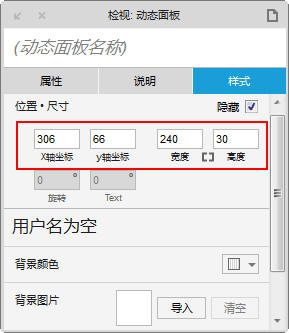 检视: 动态面板
(动态面板名称)
属性 说明 样式
位置 • 尺寸 隐藏
306 66 240 30
X轴坐标 y轴坐标 宽度 高度
0° 0°
旋转 Text
用户名为空
背景颜色
背景图片 导入 清空